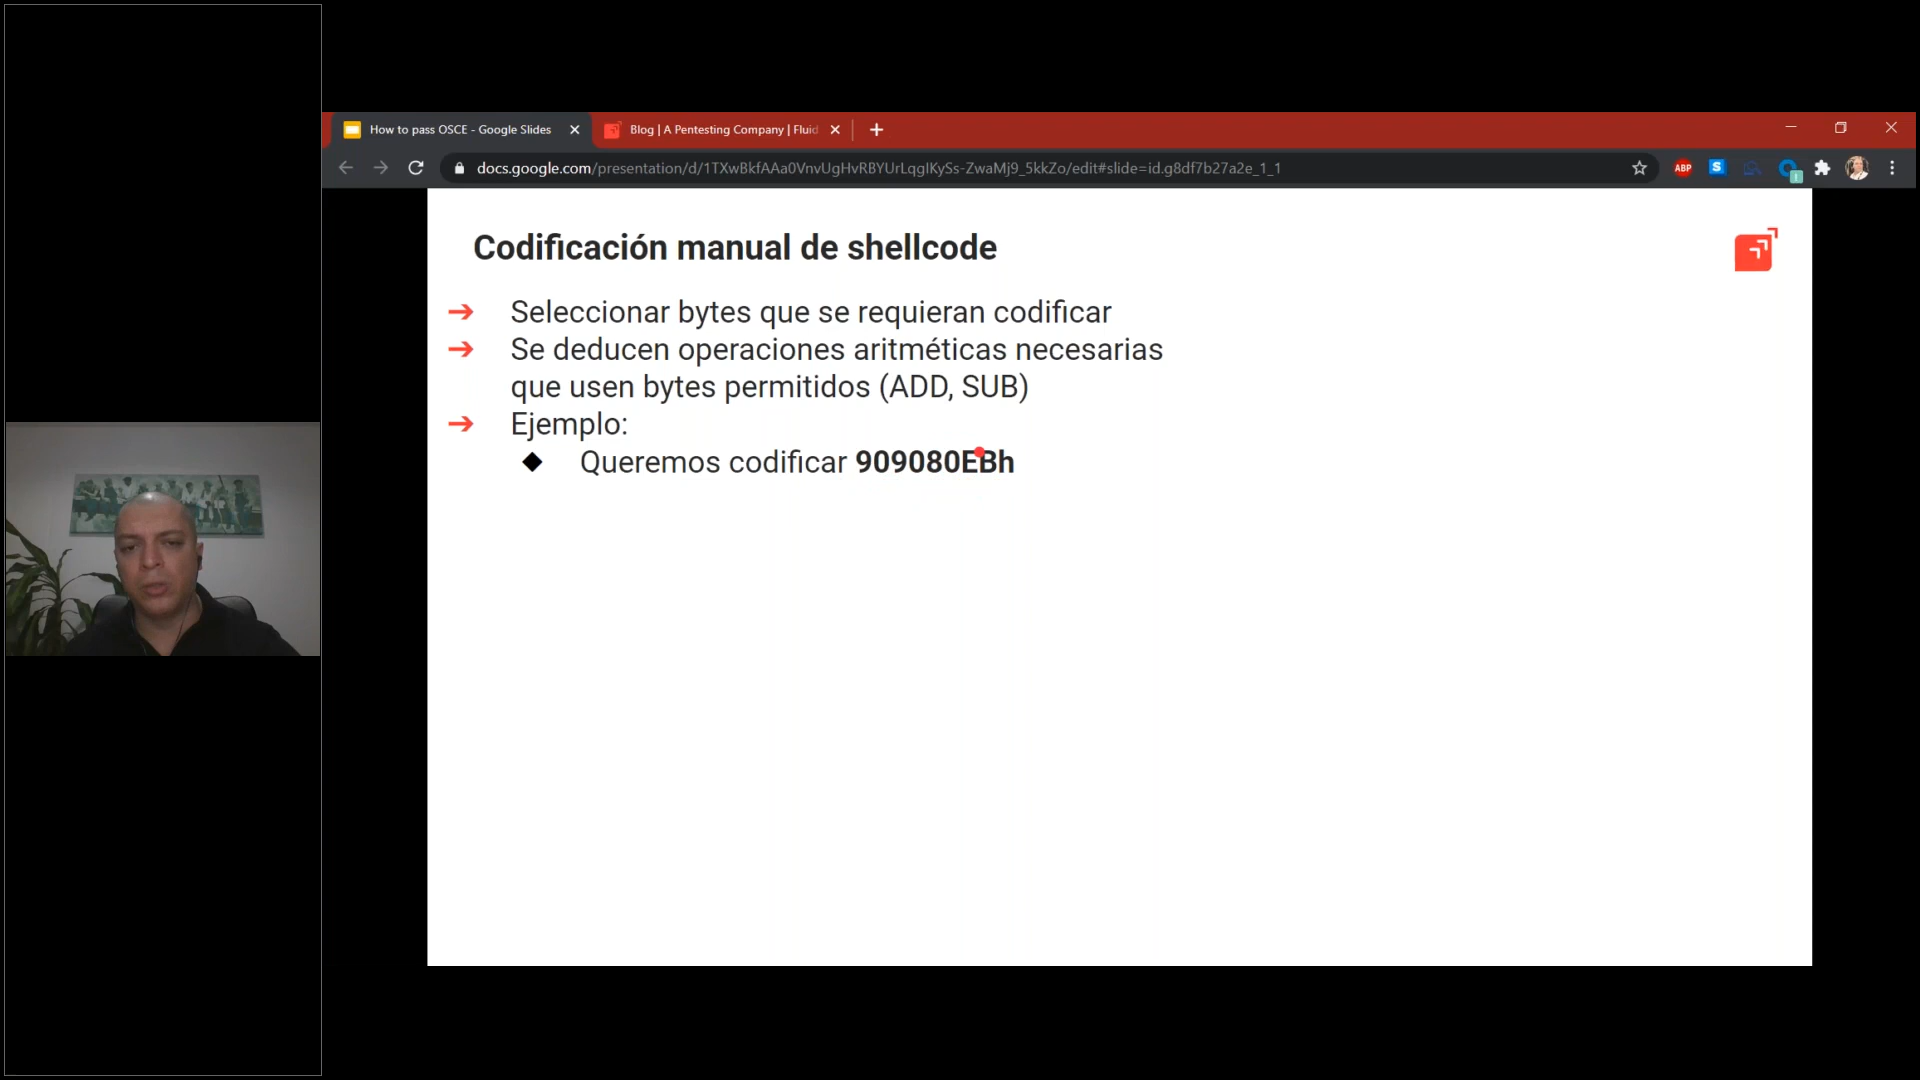 How to pass OSCE - Google Slides
Blog | A Pentesting Company | Fluid
docs.google.com/presentation/d/1TXwBkfAAa0VnvUgHvRBYUrLqglKySs-ZwaMj9_5kkZo/edit#slide=id.g8df7b27a2e_1_1
ABP
S
Codificación manual de shellcode
Seleccionar bytes que se requieran codificar
Se deducen operaciones aritméticas necesarias
que usen bytes permitidos (ADD, SUB)
Ejemplo:
Queremos codificar 909080EBh